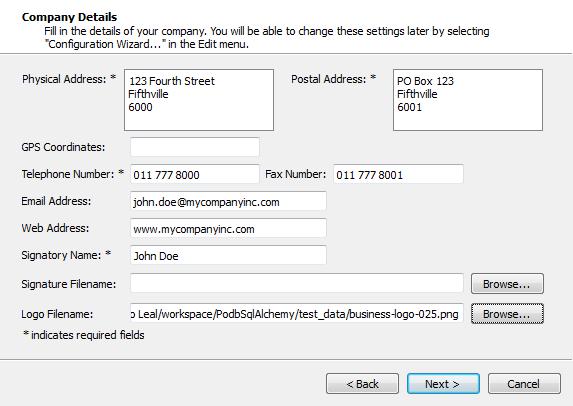 Company Details
Fill in the details of your company. You will be able to change these settings later by selecting
"Configuration Wizard..." in the Edit menu.
Physical Address: * 123 Fourth Street Postal Address: * PO Box 123
Fifthville Fifthville
6000 6001
GPS Coordinates:
Telephone Number: * 011 777 8000 Fax Number: 011 777 8001
Email Address: john.doe@mycompanyinc.com
Web Address: www.mycompanyinc.com
Signatory Name: * John Doe
Signature Filename: Browse...
Logo Filename: o Leal/workspace/PodbSqlAlchemy/test_data/business-logo-025.png Browse...
* indicates required fields
< Back Next > Cancel